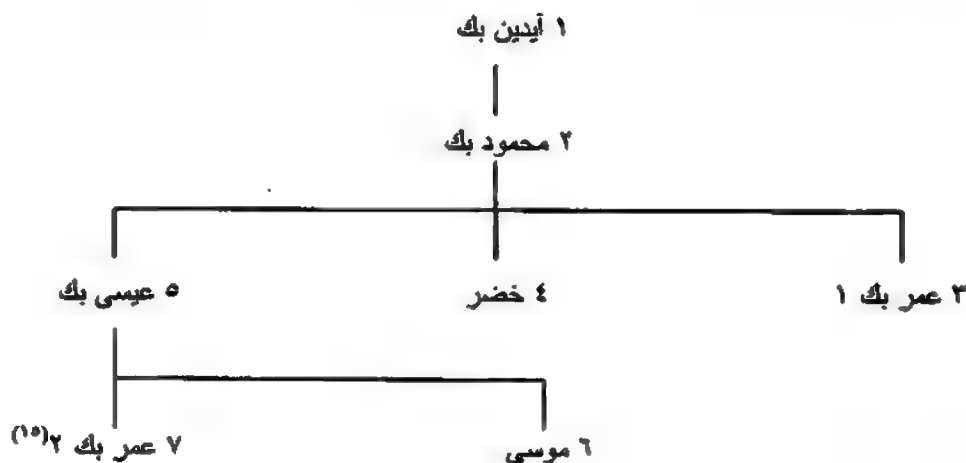 ١ آيدين بك
٢ محمود بك
٣ عمر بك ١
٤ خضر
٥ عيسى بك
٦ موسى
٧ عمر بك ٢(١٥)